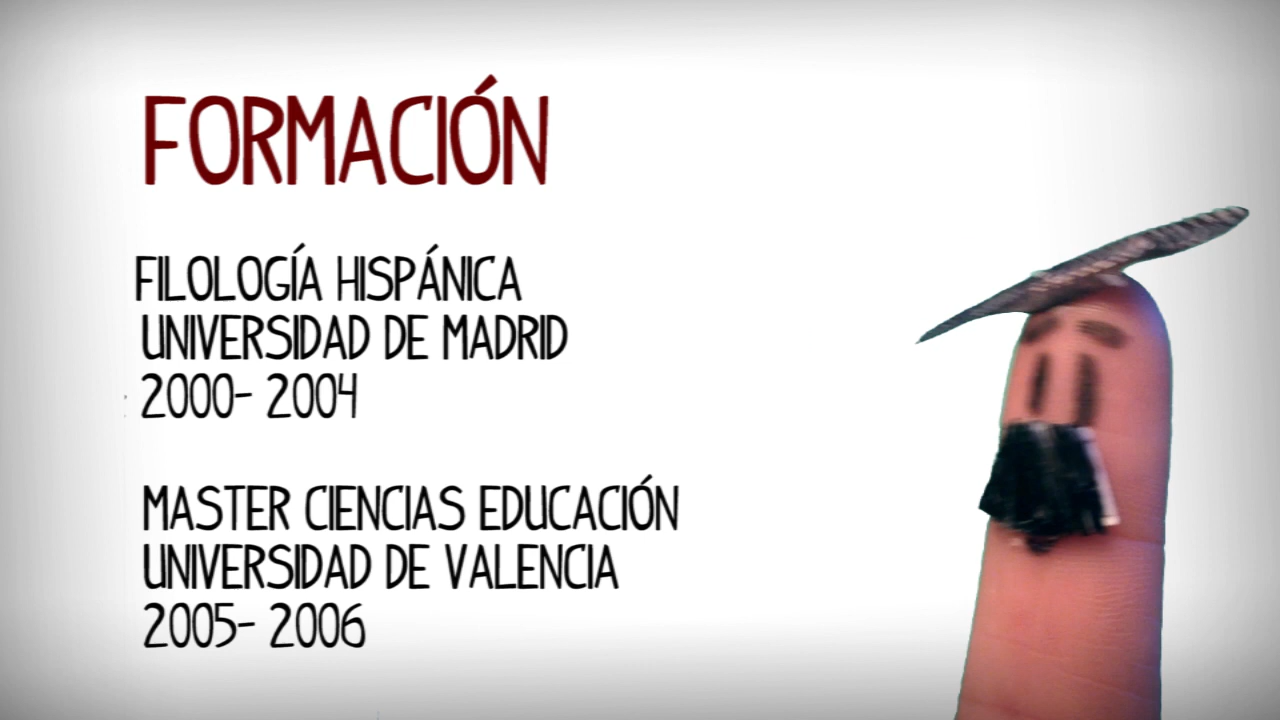 FORMACIÓN
FILOLOGÍA HISPÁNICA
UNIVERSIDAD DE MADRID
2000- 2004
MASTER CIENCIAS EDUCACIÓN
UNIVERSIDAD DE VALENCIA
2005- 2006